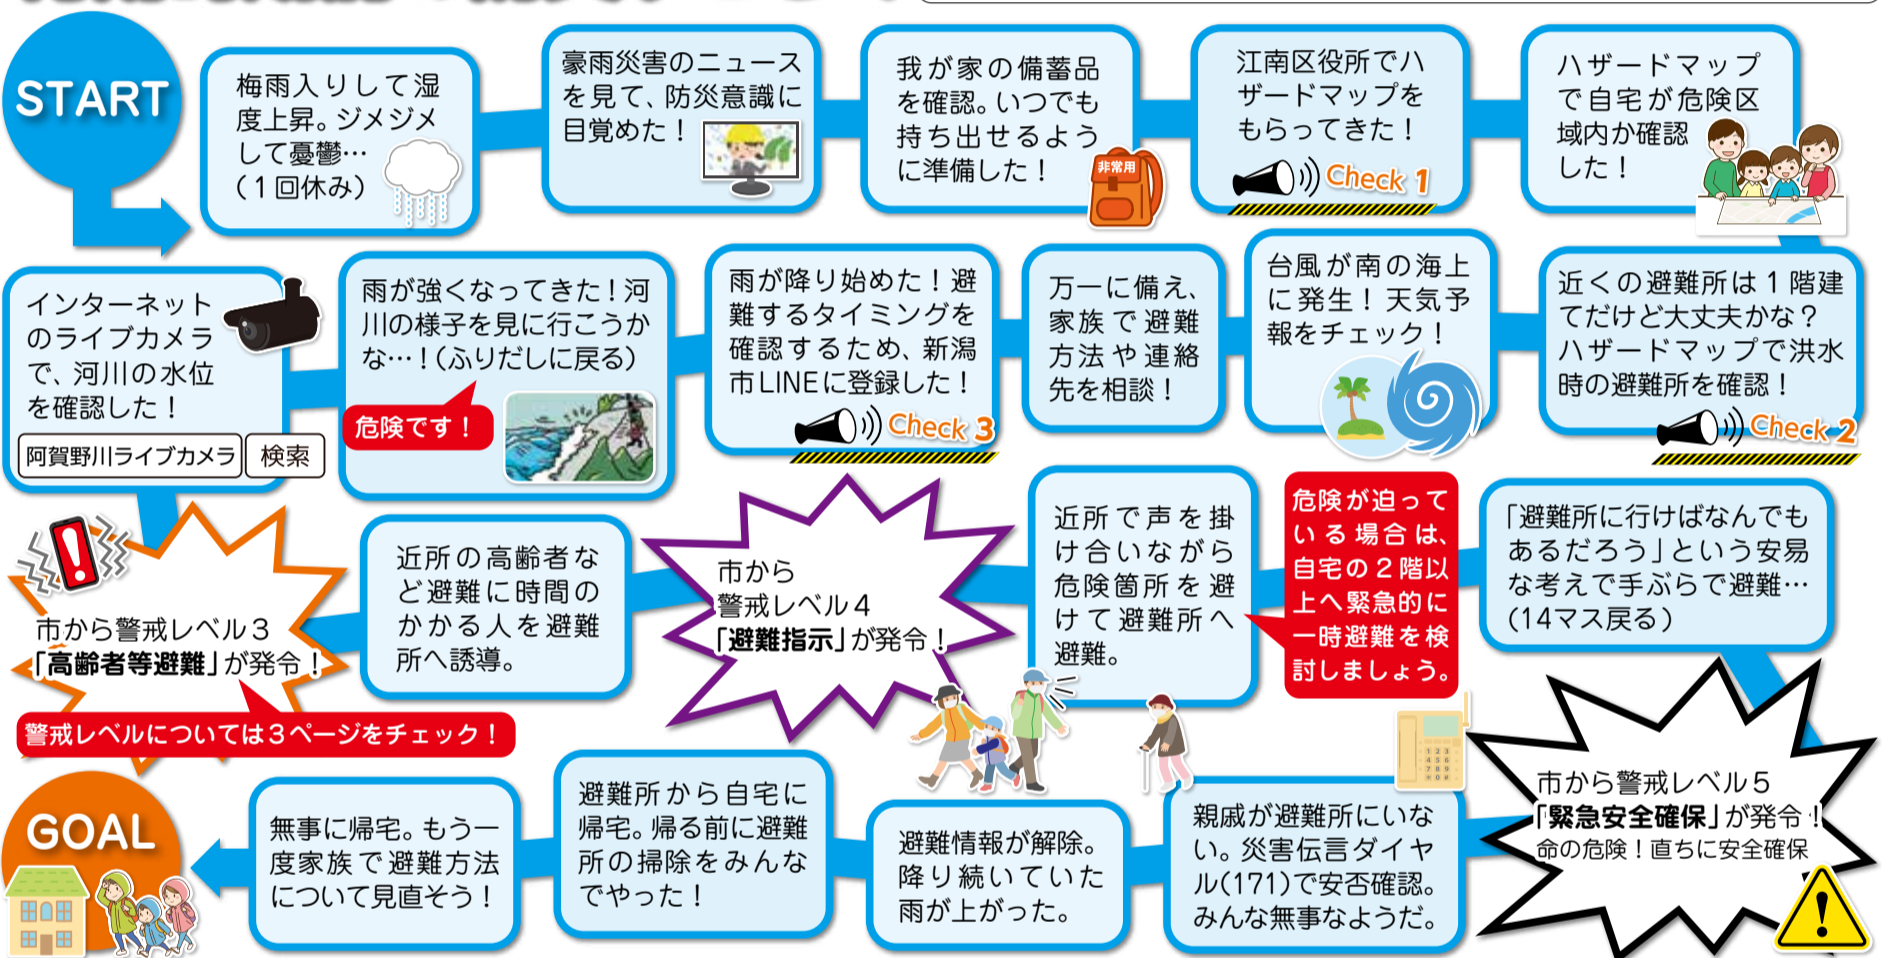 START
梅雨入りして湿
度上昇。ジメジメ
して憂鬱…
(1回休み)
豪雨災害のニュース
を見て、防災意識に
目覚めた！
我が家の備蓄品
を確認。いつでも
持ち出せるよう
に準備した！
非常用
江南区役所でハ
ザードマップを
もらってきた！
Check 1
ハザードマップ
で自宅が危険区
域内か確認
した！
近くの避難所は1階建
てだけど大丈夫かな？
ハザードマップで洪水
時の避難所を確認！
Check 2
台風が南の海上
に発生！天気予
報をチェック！
万一に備え、
家族で避難
方法や連絡
先を相談！
雨が降り始めた！避
難するタイミングを
確認するため、新潟
市LINEに登録した！
Check 3
雨が強くなってきた！河
川の様子を見に行こうか
な…！(ふりだしに戻る)
危険です！
インターネット
のライブカメラ
で、河川の水位
を確認した！
阿賀野川ライブカメラ 検索
市から警戒レベル3
「高齢者等避難」が発令！
警戒レベルについては3ページをチェック！
近所の高齢者な
ど避難に時間の
かかる人を避難
所へ誘導。
市から
警戒レベル4
「避難指示」が発令！
近所で声を掛
け合いながら
危険箇所を避
けて避難所へ
避難。
危険が迫って
いる場合は、
自宅の2階以
上へ緊急的に
一時避難を検
討しましょう。
「避難所に行けばなんでも
あるだろう」という安易
な考えで手ぶらで避難…
(14マス戻る)
市から警戒レベル5
「緊急安全確保」が発令！
命の危険！直ちに安全確保
親戚が避難所にいな
い。災害伝言ダイヤ
ル(171)で安否確認。
みんな無事なようだ。
避難情報が解除。
降り続いていた
雨が上がった。
避難所から自宅に
帰宅。帰る前に避難
所の掃除をみんな
でやった！
無事に帰宅。もう一
度家族で避難方法
について見直そう！
GOAL